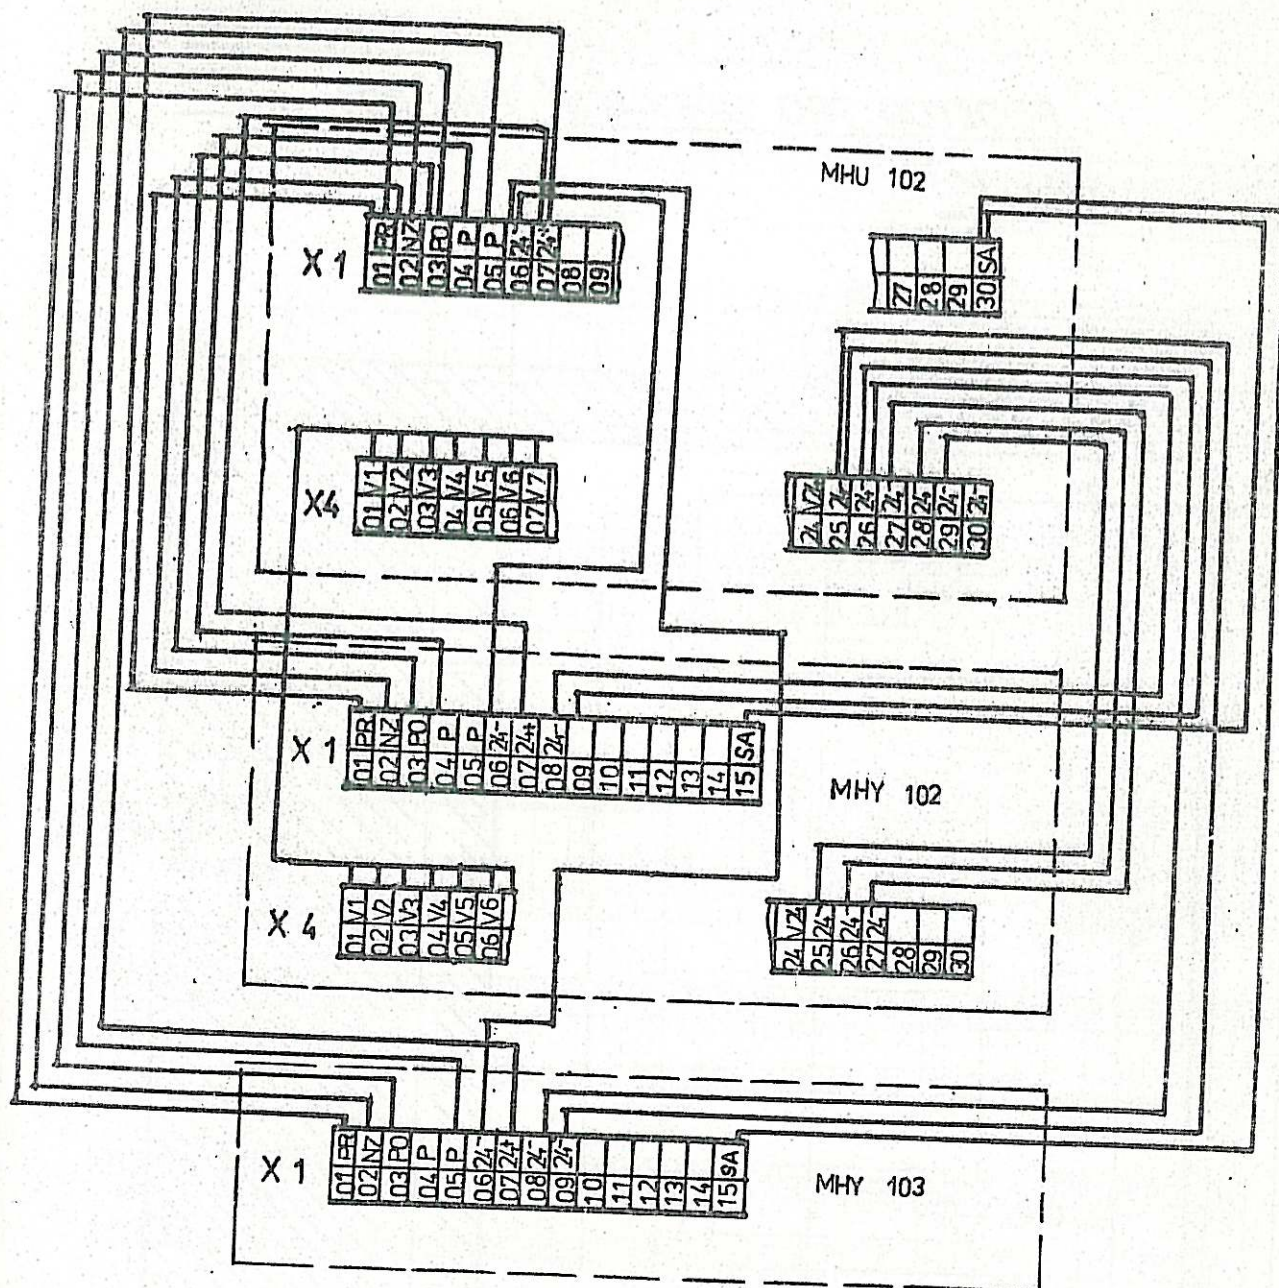 MHU 102
X 1
01 PR
02 NZ
03 PO
04 P
05 P
06 24-
07 24+
08
09
27
28
29
30 SA
X4
01 V1
02 V2
03 V3
04 V4
05 V5
06 V6
07 V7
24 V24
25 24-
26 24-
27 24-
28 24-
29 24-
30 24-
X 1
01 PR
02 NZ
03 PO
04 P
05 P
06 24-
07 24+
08 24-
09
10
11
12
13
14
15 SA
MHY 102
X 4
01 V1
02 V2
03 V3
04 V4
05 V5
06 V6
24 V24
25 24-
26 24-
27 24-
28
29
30
X 1
01 PR
02 NZ
03 PO
04 P
05 P
06 24-
07 24+
08 24-
09 24-
10
11
12
13
14
15 SA
MHY 103